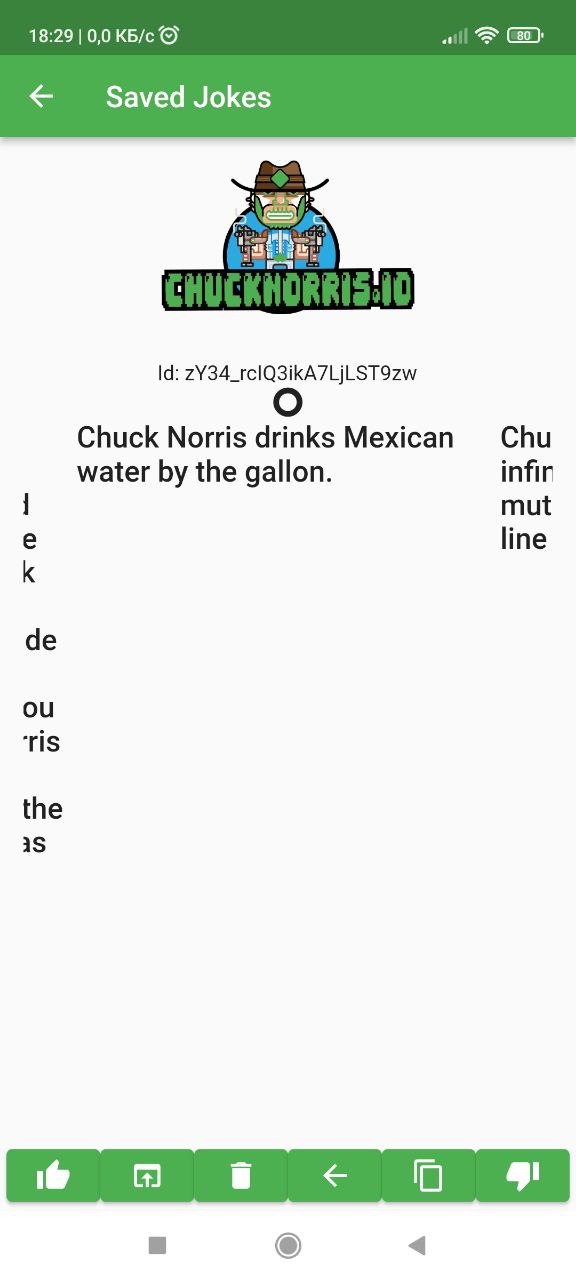 18:29 | 0,0 КБ/с
80
Saved Jokes
CHUCKNORRIS.IO
Id: zY34_rcIQ3ikA7LjLST9zw
Chuck Norris drinks Mexican
water by the gallon.
Chu
infin
mut
line
d
e
k
de
ou
rris
the
as